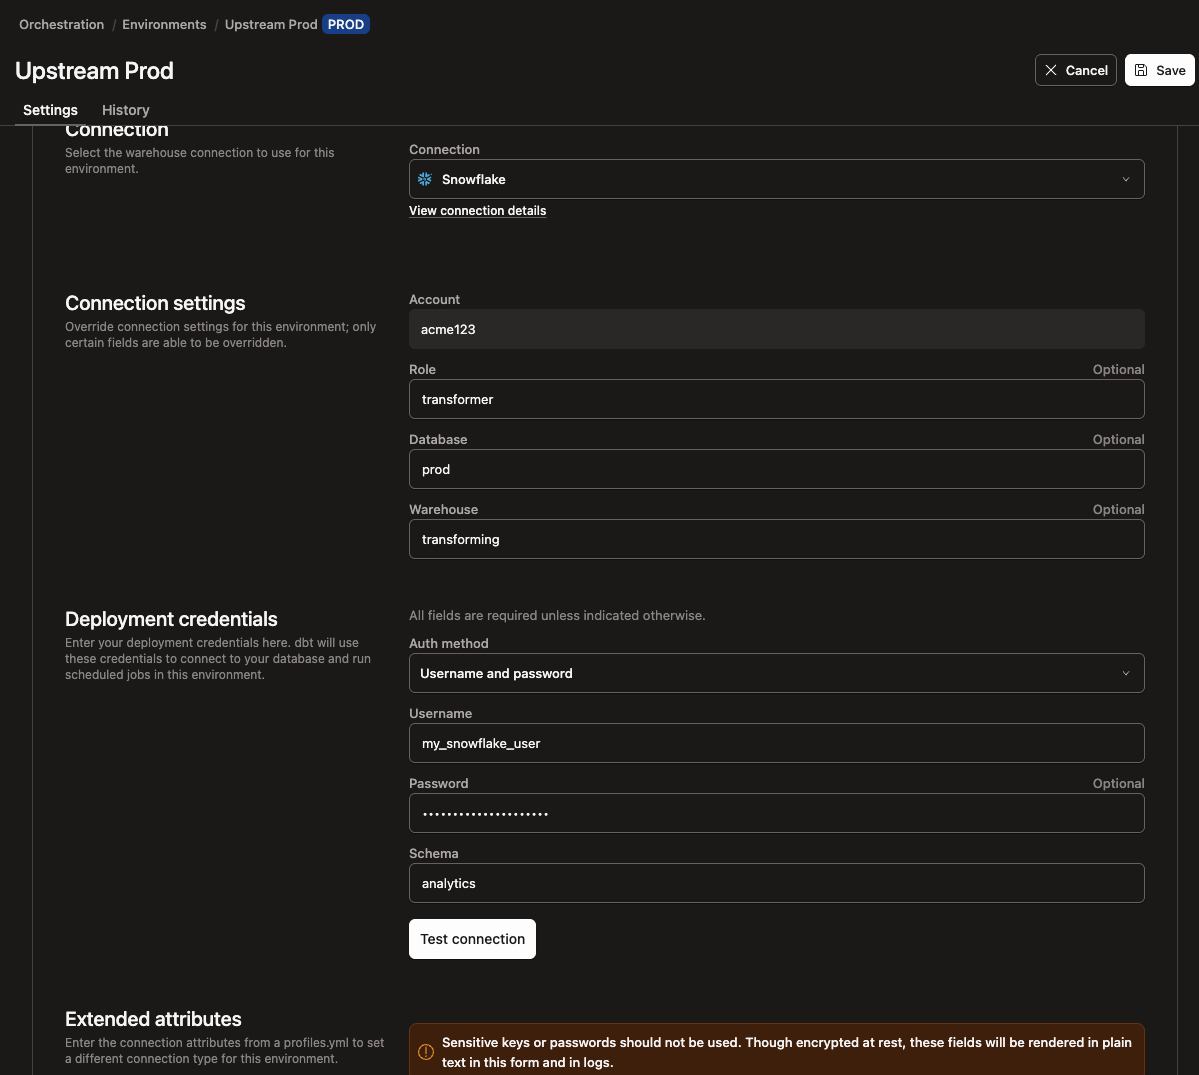 Orchestration / Environments / Upstream Prod PROD
Upstream Prod
Cancel
Save
Settings
History
Connection
Select the warehouse connection to use for this
environment.
Connection
Snowflake
View connection details
Connection settings
Override connection settings for this environment; only
certain fields are able to be overridden.
Account
acme123
Role
Optional
transformer
Database
Optional
prod
Warehouse
Optional
transforming
Deployment credentials
Enter your deployment credentials here. dbt will use
these credentials to connect to your database and run
scheduled jobs in this environment.
All fields are required unless indicated otherwise.
Auth method
Username and password
Username
my_snowflake_user
Password
Optional
•••••••••••••••••••••
Schema
analytics
Test connection
Extended attributes
Enter the connection attributes from a profiles.yml to set
a different connection type for this environment.
Sensitive keys or passwords should not be used. Though encrypted at rest, these fields will be rendered in plain
text in this form and in logs.